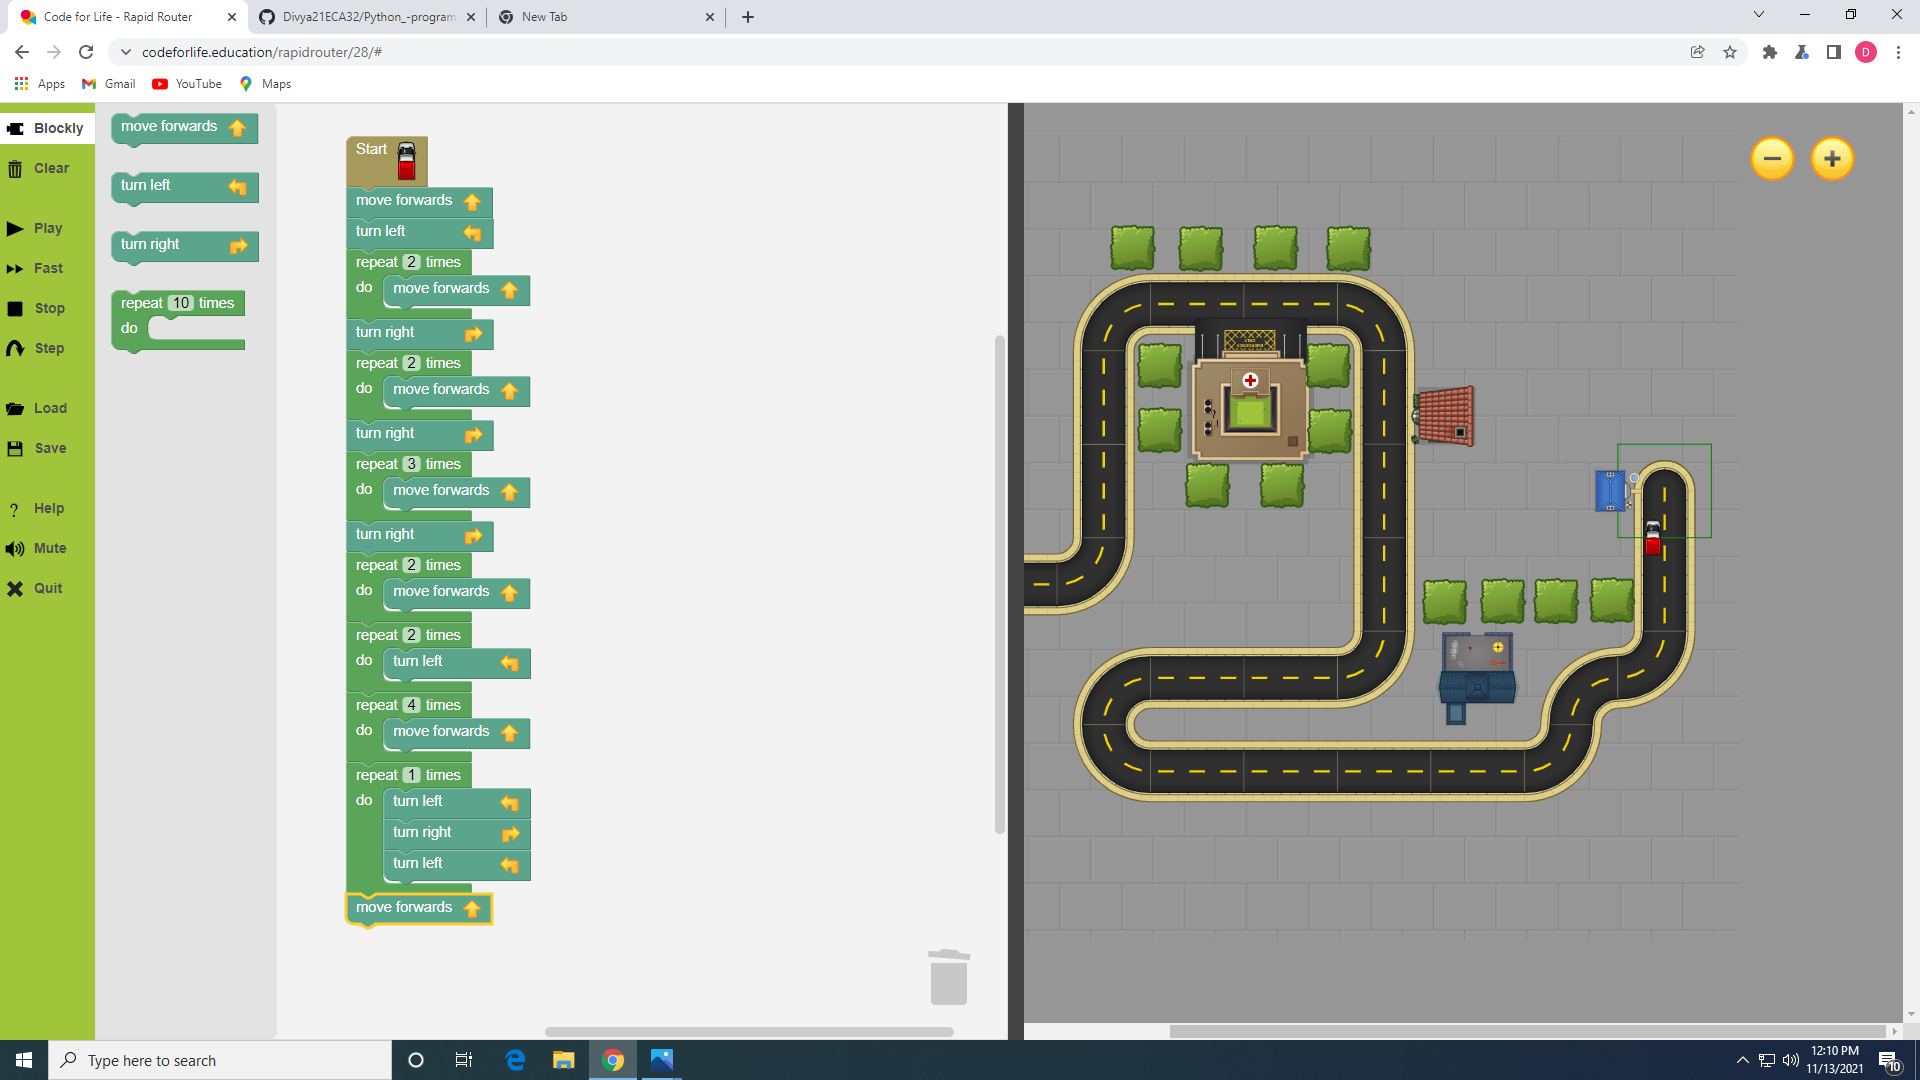 Code for Life - Rapid Router
Divya21ECA32/Python_-program
New Tab
codeforlife.education/rapidrouter/28/#
D
Apps
Gmail
YouTube
Maps
Blockly
Clear
Play
Fast
Stop
Step
Load
Save
? Help
Mute
Quit
move forwards
turn left
turn right
repeat 10 times
do
Start
move forwards
turn left
repeat 2 times
do move forwards
turn right
repeat 2 times
do move forwards
turn right
repeat 3 times
do move forwards
turn right
repeat 2 times
do move forwards
repeat 2 times
do turn left
repeat 4 times
do move forwards
repeat 1 times
do turn left
turn right
turn left
move forwards
EMERGENCY
ONLY
Type here to search
12:10 PM
11/13/2021
10